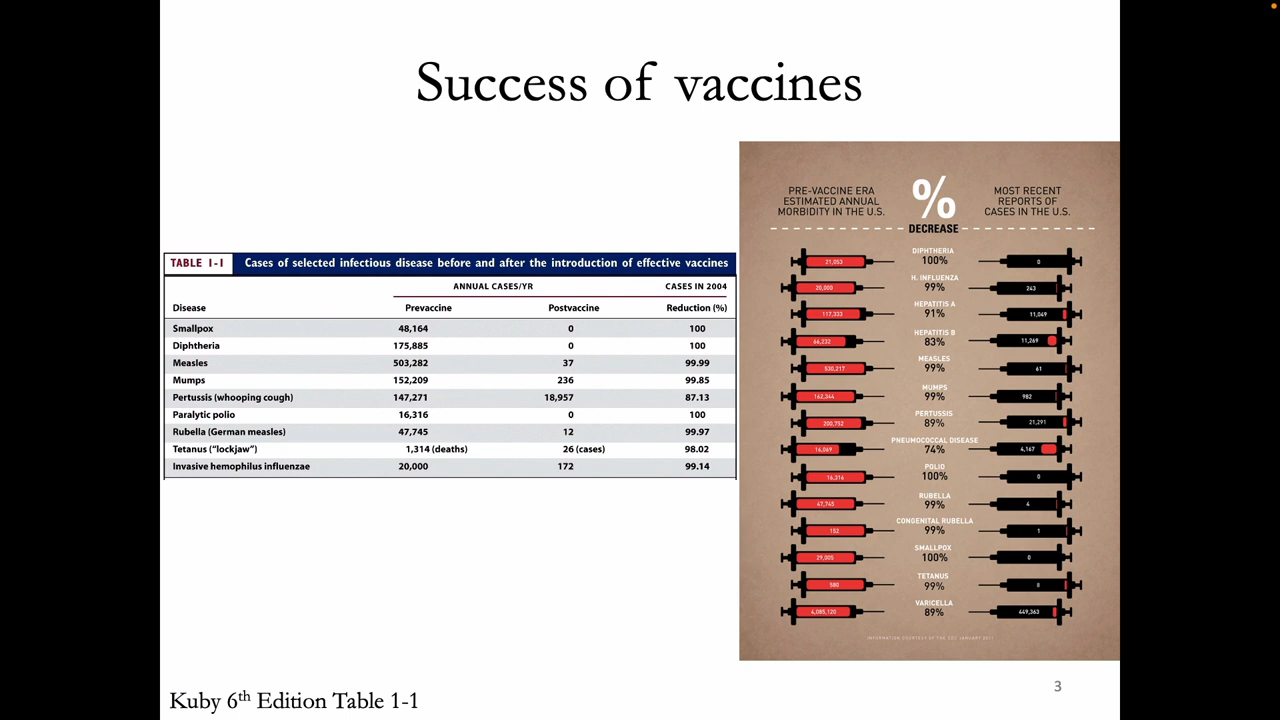 Success of vaccines
TABLE 1-1 Cases of selected infectious disease before and after the introduction of effective vaccines
ANNUAL CASES/YR CASES IN 2004
Disease Prevaccine Postvaccine Reduction (%)
Smallpox 48,164 0 100
Diphtheria 175,885 0 100
Measles 503,282 37 99.99
Mumps 152,209 236 99.85
Pertussis (whooping cough) 147,271 18,957 87.13
Paralytic polio 16,316 0 100
Rubella (German measles) 47,745 12 99.97
Tetanus (“lockjaw”) 1,314 (deaths) 26 (cases) 98.02
Invasive hemophilus influenzae 20,000 172 99.14
PRE-VACCINE ERA
ESTIMATED ANNUAL
MORBIDITY IN THE U.S.
%
DECREASE
MOST RECENT
REPORTS OF
CASES IN THE U.S.
DIPHTHERIA
21,053 100% 0
H. INFLUENZA
20,000 99% 243
HEPATITIS A
117,333 91% 11,049
HEPATITIS B
66,232 83% 11,269
MEASLES
530,217 99% 61
MUMPS
162,344 99% 982
PERTUSSIS
200,752 89% 21,291
PNEUMOCOCCAL DISEASE
16,069 74% 4,167
POLIO
16,316 100% 0
RUBELLA
47,745 99% 4
CONGENITAL RUBELLA
152 99% 1
SMALLPOX
29,005 100% 0
TETANUS
580 99% 8
VARICELLA
4,085,120 89% 449,363
INFORMATION COURTESY OF THE CDC JANUARY 2011
Kuby 6th Edition Table 1-1
3